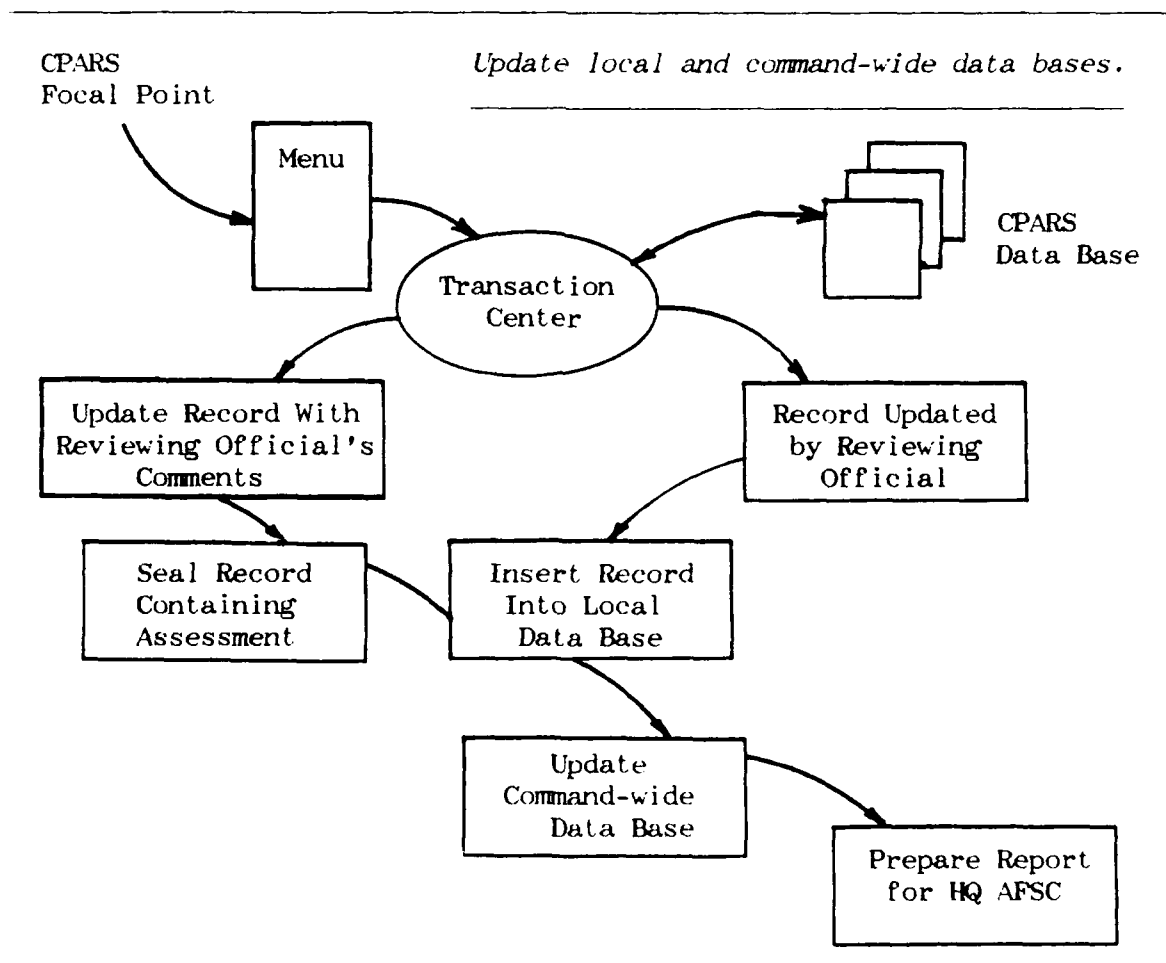 CPARS
Focal Point
Update local and command-wide data bases.
Menu
CPARS
Data Base
Transaction
Center
Update Record With
Reviewing Official's
Comments
Record Updated
by Reviewing
Official
Seal Record
Containing
Assessment
Insert Record
Into Local
Data Base
Update
Command-wide
Data Base
Prepare Report
for HQ AFSC